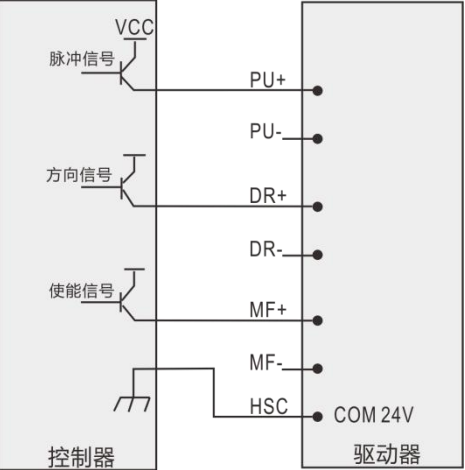 VCC
脉冲信号
PU+
PU-
方向信号
DR+
DR-
使能信号
MF+
MF-
HSC
COM 24V
控制器
驱动器